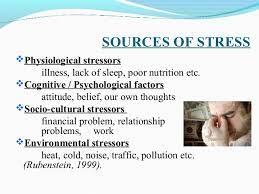 SOURCES OF STRESS
Physiological stressors
illness, lack of sleep, poor nutrition etc.
Cognitive / Psychological factors
attitude, belief, our own thoughts
Socio-cultural stressors
financial problem, relationship
problems, work
Environmental stressors
heat, cold, noise, traffic, pollution etc.
(Rubenstein, 1999).